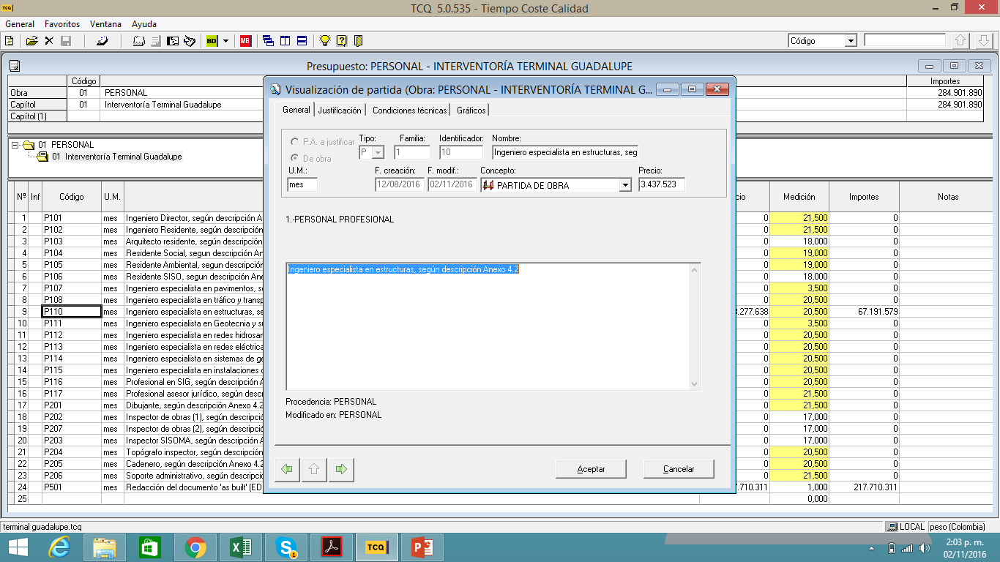 TCQ 5.0.535 - Tiempo Coste Calidad
General Favoritos Ventana Ayuda
BD MB Código
Presupuesto: PERSONAL - INTERVENTORÍA TERMINAL GUADALUPE
Código Importes
Obra 01 PERSONAL 284.901.890
Capítol 01 Interventoría Terminal Guadalupe 284.901.890
Capítol (1)
01 PERSONAL
01 Interventoría Terminal Guadalupe
Visualización de partida (Obra: PERSONAL - INTERVENTORÍA TERMINAL G...
General Justificación Condiciones técnicas Gráficos
P.A. a justificar Tipo: Familia: Identificador: Nombre:
De obra P 1 10 Ingeniero especialista en estructuras, seg
U.M.: F. creación: F. modif.: Concepto: Precio:
mes 12/08/2016 02/11/2016 PARTIDA DE OBRA 3.437.523
1.-PERSONAL PROFESIONAL
Ingeniero especialista en estructuras, según descripción Anexo 4.2
Procedencia: PERSONAL
Modificado en: PERSONAL
Aceptar Cancelar
Nº Inf Código U.M. cio Medición Importes Notas
1 P101 mes Ingeniero Director, según descripción A 0 21,500 0
2 P102 mes Ingeniero Residente, según descripción 0 21,500 0
3 P103 mes Arquitecto residente, según descripción 0 18,000 0
4 P104 mes Residente Social, segun descripción An 0 19,000 0
5 P105 mes Residente Ambiental, segun descripción 0 19,000 0
6 P106 mes Residente SISO, segun descripción Ane 0 18,000 0
7 P107 mes Ingeniero especialista en pavimentos, s 0 3,500 0
8 P108 mes Ingeniero especialista en tráfico y transp 0 20,500 0
9 P110 mes Ingeniero especialista en estructuras, se .277.638 20,500 67.191.579
10 P111 mes Ingeniero especialista en Geotecnia y su 0 3,500 0
11 P112 mes Ingeniero especialista en redes hidrosar 0 20,500 0
12 P113 mes Ingeniero especialista en redes eléctrica 0 20,500 0
13 P114 mes Ingeniero especialista en sistemas de ge 0 20,500 0
14 P115 mes Ingeniero especialista en instalaciones 0 20,500 0
15 P116 mes Profesional en SIG, según descripción A 0 20,500 0
16 P117 mes Profesional asesor jurídico, según descri 0 21,500 0
17 P201 mes Dibujante, según descripción Anexo 4.2 0 21,500 0
18 P202 mes Inspector de obras (1), según descripció 0 17,000 0
19 P207 mes Inspector de obras (2), según descripció 0 17,000 0
20 P203 mes Inspector SISOMA, según descripción A 0 17,000 0
21 P204 mes Topógrafo inspector, según descripción 0 20,500 0
22 P205 mes Cadenero, según descripción Anexo 4.2 0 20,500 0
23 P206 mes Soporte administrativo, según descripció 0 21,500 0
24 P501 mes Redacción del documento 'as built' (ED .710.311 1,000 217.710.311
25 0,000
terminal guadalupe.tcq LOCAL peso (Colombia)
TCQ
1
2:03 p. m.
02/11/2016